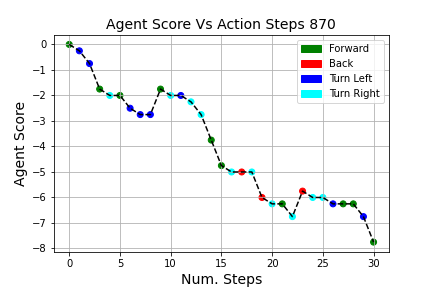 Agent Score Vs Action Steps 870
Forward
Back
Turn Left
Turn Right
Agent Score
0
−1
−2
−3
−4
−5
−6
−7
−8
0 5 10 15 20 25 30
Num. Steps